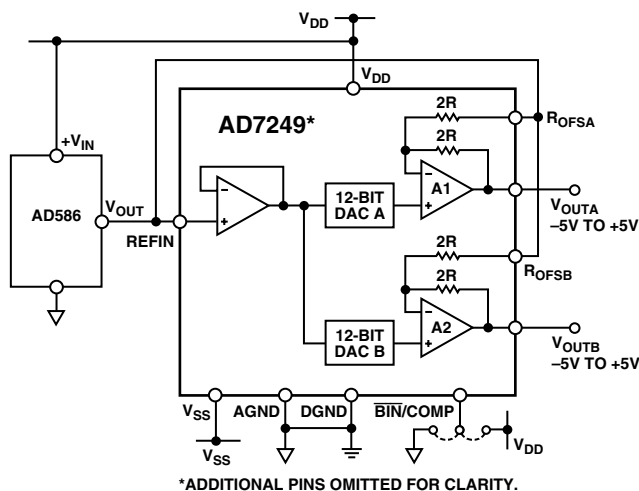 VDD
VDD
2R
ROFSA
AD7249*
2R
+VIN
A1
AD586
VOUT
12-BIT
DAC A
VOUTA
–5V TO +5V
REFIN
2R
ROFSB
2R
12-BIT
DAC B
A2
VOUTB
–5V TO +5V
VSS
AGND
DGND
B̅I̅N̅/COMP
VSS
VDD
*ADDITIONAL PINS OMITTED FOR CLARITY.